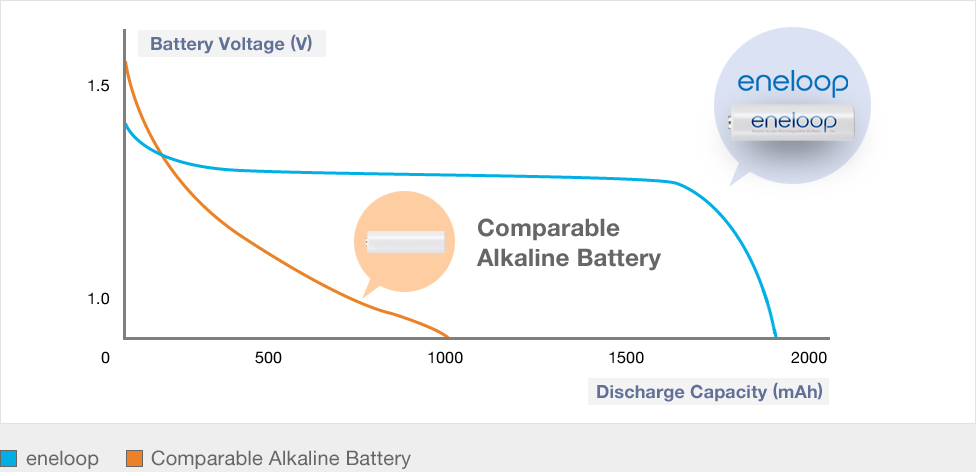 Battery Voltage (V)
1.5
eneloop
eneloop
Comparable
Alkaline Battery
1.0
0
500
1000
1500
2000
Discharge Capacity (mAh)
eneloop
Comparable Alkaline Battery